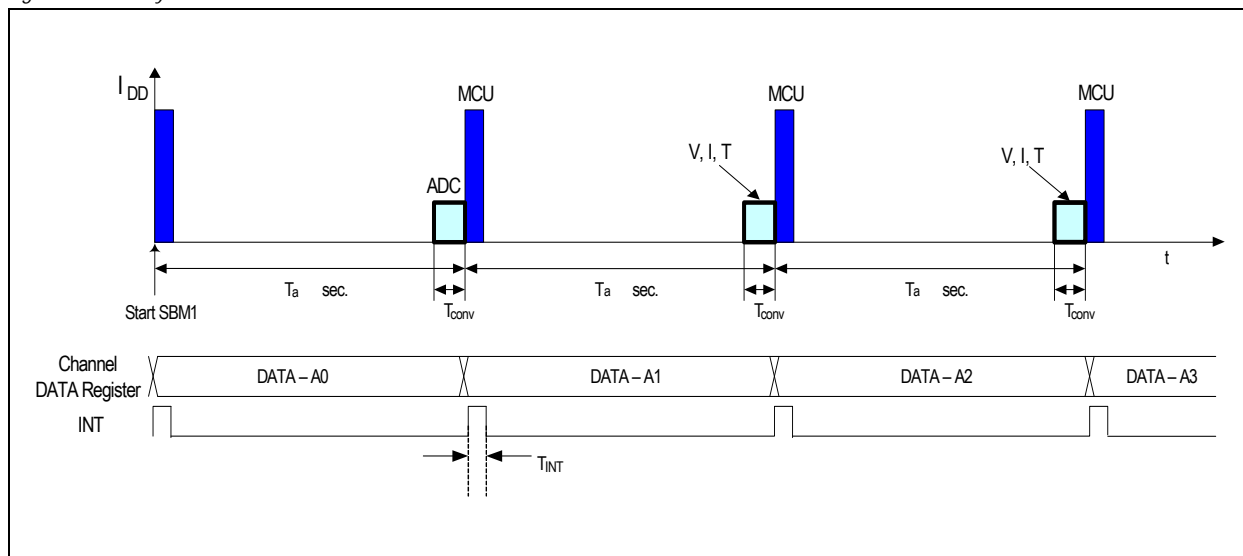 I DD
MCU
MCU
MCU
V, I, T
V, I, T
ADC
t
Ta sec.
Ta sec.
Ta sec.
Start SBM1
Tconv
Tconv
Tconv
Channel
DATA Register
DATA – A0
DATA – A1
DATA – A2
DATA – A3
INT
TINT